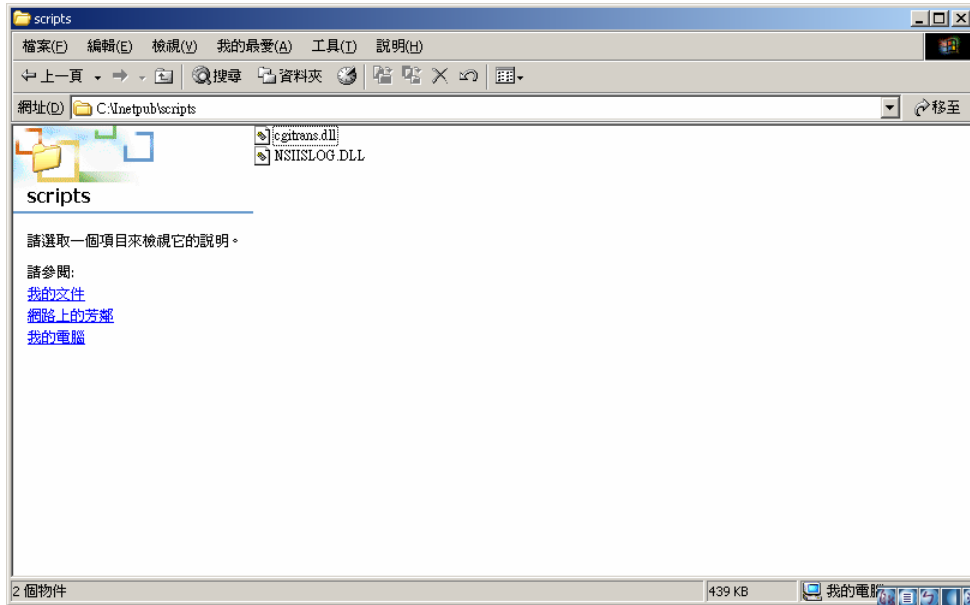 scripts
檔案(F) 編輯(E) 檢視(V) 我的最愛(A) 工具(T) 說明(H)
上一頁 搜尋 資料夾
網址(D) C:\Inetpub\scripts 移至
cgitrans.dll
NSIISLOG.DLL
scripts
請選取一個項目來檢視它的說明。
請參閱:
我的文件
網路上的芳鄰
我的電腦
2 個物件 439 KB 我的電腦